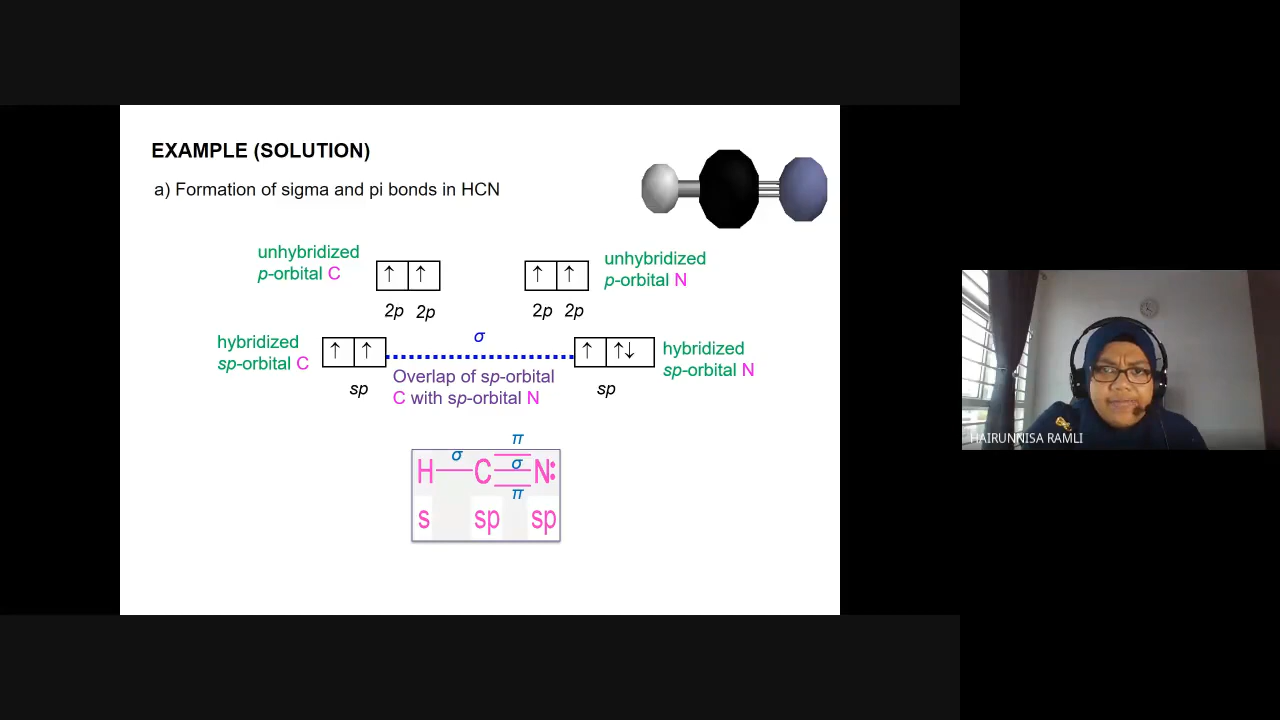 EXAMPLE (SOLUTION)
a) Formation of sigma and pi bonds in HCN
unhybridized
p-orbital C
↑ ↑
2p 2p
↑ ↑
2p 2p
unhybridized
p-orbital N
hybridized
sp-orbital C
↑ ↑
sp
σ
Overlap of sp-orbital
C with sp-orbital N
↑ ↑↓
sp
hybridized
sp-orbital N
π
σ
H—C≡N:
σ
π
s sp sp
HAIRUNNISA RAMLI